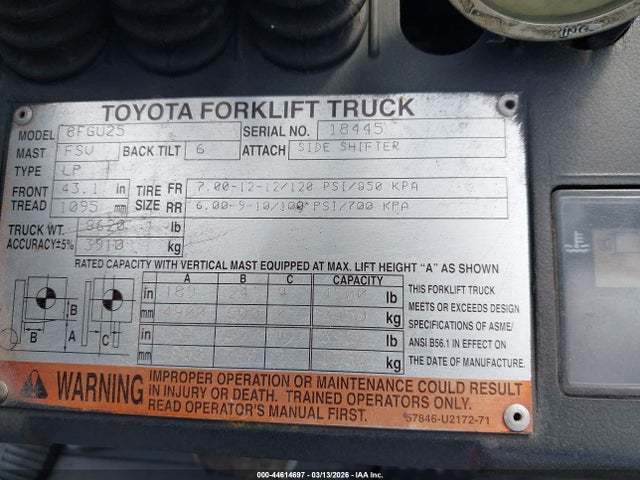 TOYOTA FORKLIFT TRUCK
MODEL 8FGU25 SERIAL NO. 18445
MAST FSV BACK TILT 6 ATTACH SIDE SHIFTER
TYPE LP
FRONT TREAD 43.1 in TIRE SIZE FR 7.00-12-12/120 PSI/850 KPA
1095 mm RR 6.00-9-10/100 PSI/700 KPA
TRUCK WT. 8620 lb
ACCURACY±5% 3910 kg
RATED CAPACITY WITH VERTICAL MAST EQUIPPED AT MAX. LIFT HEIGHT "A" AS SHOWN
A B C CAPACITY
in 189 24 0 lb
mm 4800 kg
in lb
mm kg
B
A
B C
THIS FORKLIFT TRUCK
MEETS OR EXCEEDS DESIGN
SPECIFICATIONS OF ASME/
ANSI B56.1 IN EFFECT ON
THE DATE OF MANUFACTURE.
WARNING
IMPROPER OPERATION OR MAINTENANCE COULD RESULT
IN INJURY OR DEATH. TRAINED OPERATORS ONLY.
READ OPERATOR'S MANUAL FIRST. 57846-U2172-71
000-44614697 - 03/13/2026 - IAA Inc.